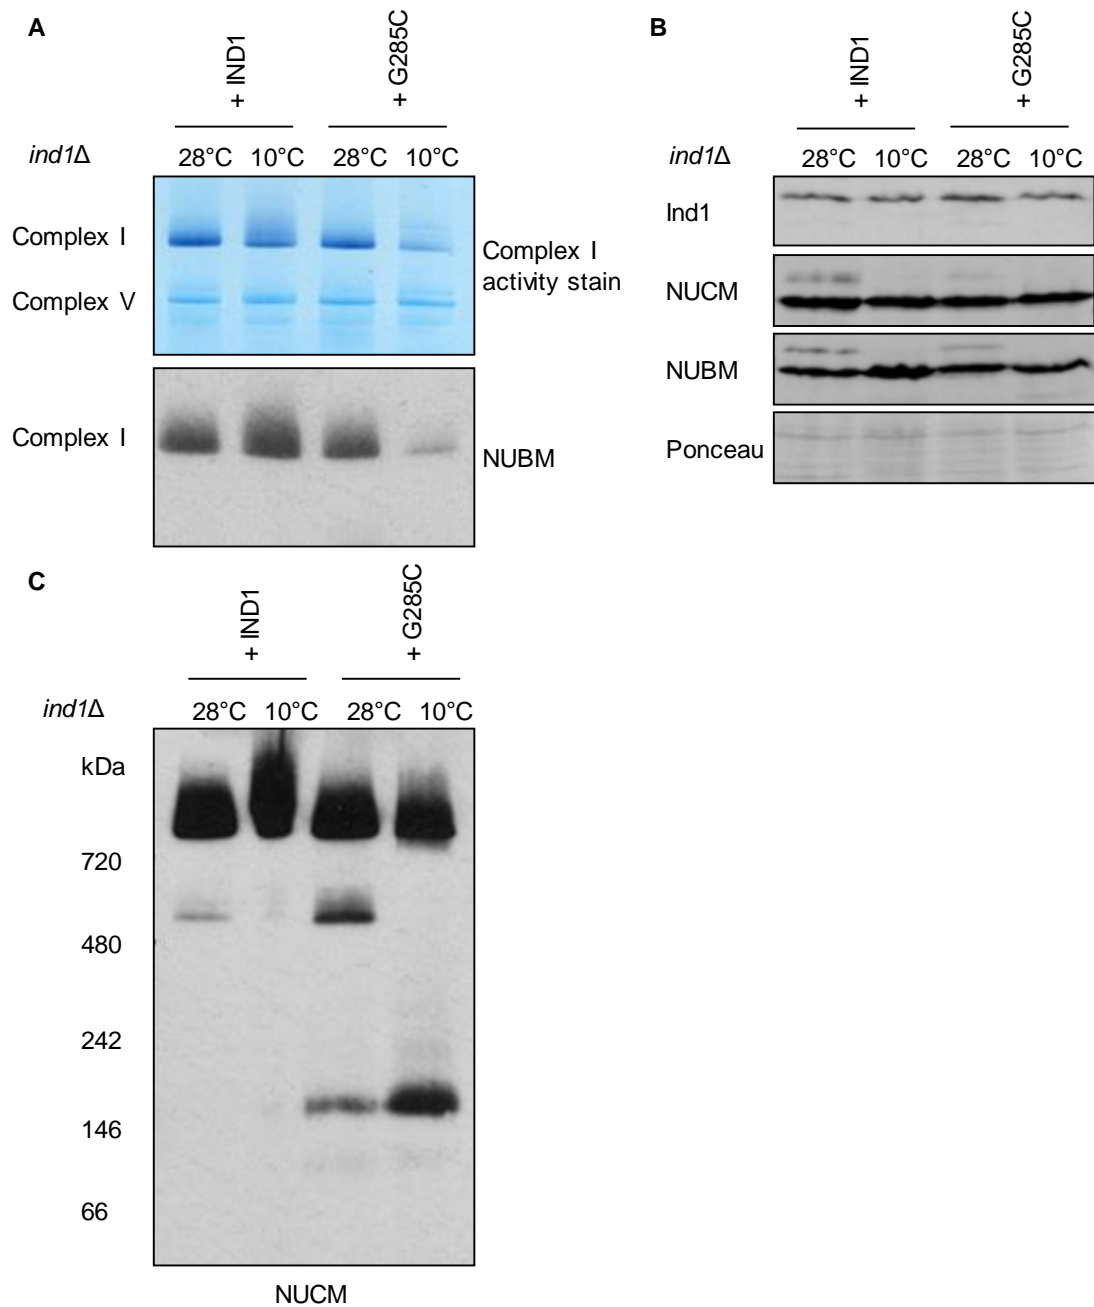 A
+ IND1
+ G285C
ind1Δ
28°C 10°C 28°C 10°C
Complex I
Complex V
Complex I
activity stain
Complex I
NUBM
B
+ IND1
+ G285C
ind1Δ
28°C 10°C 28°C 10°C
Ind1
NUCM
NUBM
Ponceau
C
+ IND1
+ G285C
ind1Δ
28°C 10°C 28°C 10°C
kDa
720
480
242
146
66
NUCM